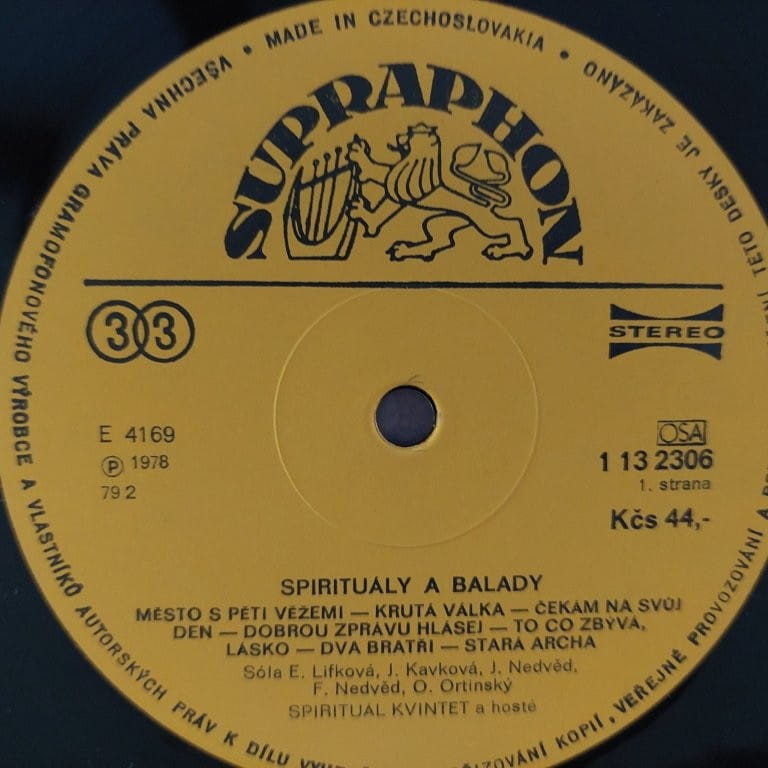 • MADE IN CZECHOSLOVAKIA •
VŠECHNA PRÁVA GRAMOFONOVÉHO VÝROBCE A VLASTNÍKŮ AUTORSKÝCH PRÁV K DÍLU
KOPIÍ, VEŘEJNÉ PROVOZOVÁNÍ A
TÉTO DESKY JE ZAKÁZÁNO
SUPRAPHON
33
STEREO
E 4169
Ⓟ 1978
79 2
OSA
1 13 2306
1. strana
Kčs 44,-
SPIRITUÁLY A BALADY
MĚSTO S PĚTI VĚŽEMI — KRUTÁ VÁLKA — ČEKÁM NA SVŮJ
DEN — DOBROU ZPRÁVU HLÁSEJ — TO CO ZBÝVÁ,
LÁSKO — DVA BRATŘI — STARÁ ARCHA
Sóla E. Lifková, J. Kavková, J. Nedvěd,
F. Nedvěd, O. Ortinský
SPIRITUÁL KVINTET a hosté